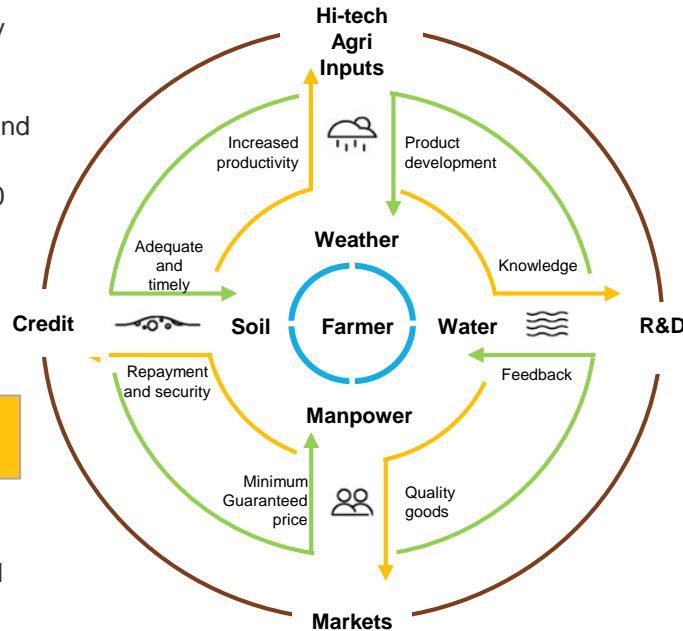 Hi-tech
Agri
Inputs
Increased
productivity
Product
development
Adequate
and
timely
Weather
Knowledge
Credit
Soil
Farmer
Water
R&D
Repayment
and security
Feedback
Manpower
Minimum
Guaranteed
price
Quality
goods
Markets